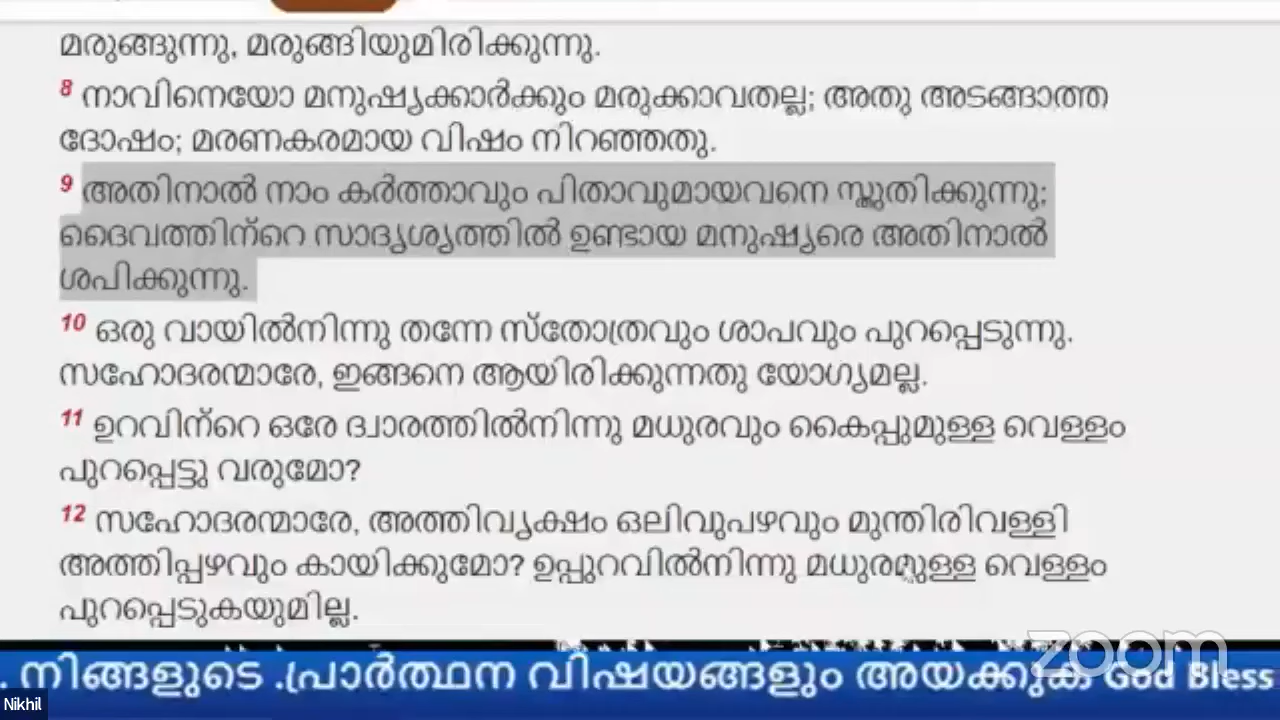 മരുങ്ങുന്നു, മരുങ്ങിയുമിരിക്കുന്നു.
8 നാവിനെയോ മനുഷ്യക്കാർക്കും മരുക്കാവതല്ല; അതു അടങ്ങാത്ത
ദോഷം; മരണകരമായ വിഷം നിറഞ്ഞതു.
9 അതിനാൽ നാം കർത്താവും പിതാവുമായവനെ സ്തുതിക്കുന്നു;
ദൈവത്തിന്റെ സാദൃശ്യത്തിൽ ഉണ്ടായ മനുഷ്യരെ അതിനാൽ
ശപിക്കുന്നു.
10 ഒരു വായിൽനിന്നു തന്നേ സ്തോത്രവും ശാപവും പുറപ്പെടുന്നു.
സഹോദരന്മാരേ, ഇങ്ങനെ ആയിരിക്കുന്നതു യോഗ്യമല്ല.
11 ഉറവിന്റെ ഒരേ ദ്വാരത്തിൽനിന്നു മധുരവും കൈപ്പുമുള്ള വെള്ളം
പുറപ്പെട്ടു വരുമോ?
12 സഹോദരന്മാരേ, അത്തിവൃക്ഷം ഒലിവുപഴവും മുന്തിരിവള്ളി
അത്തിപ്പഴവും കായിക്കുമോ? ഉപ്പുറവിൽനിന്നു മധുരമുള്ള വെള്ളം
പുറപ്പെടുകയുമില്ല.
zoom
. നിങ്ങളുടെ .പ്രാർത്ഥന വിഷയങ്ങളും അയക്കുക God Bless
Nikhil